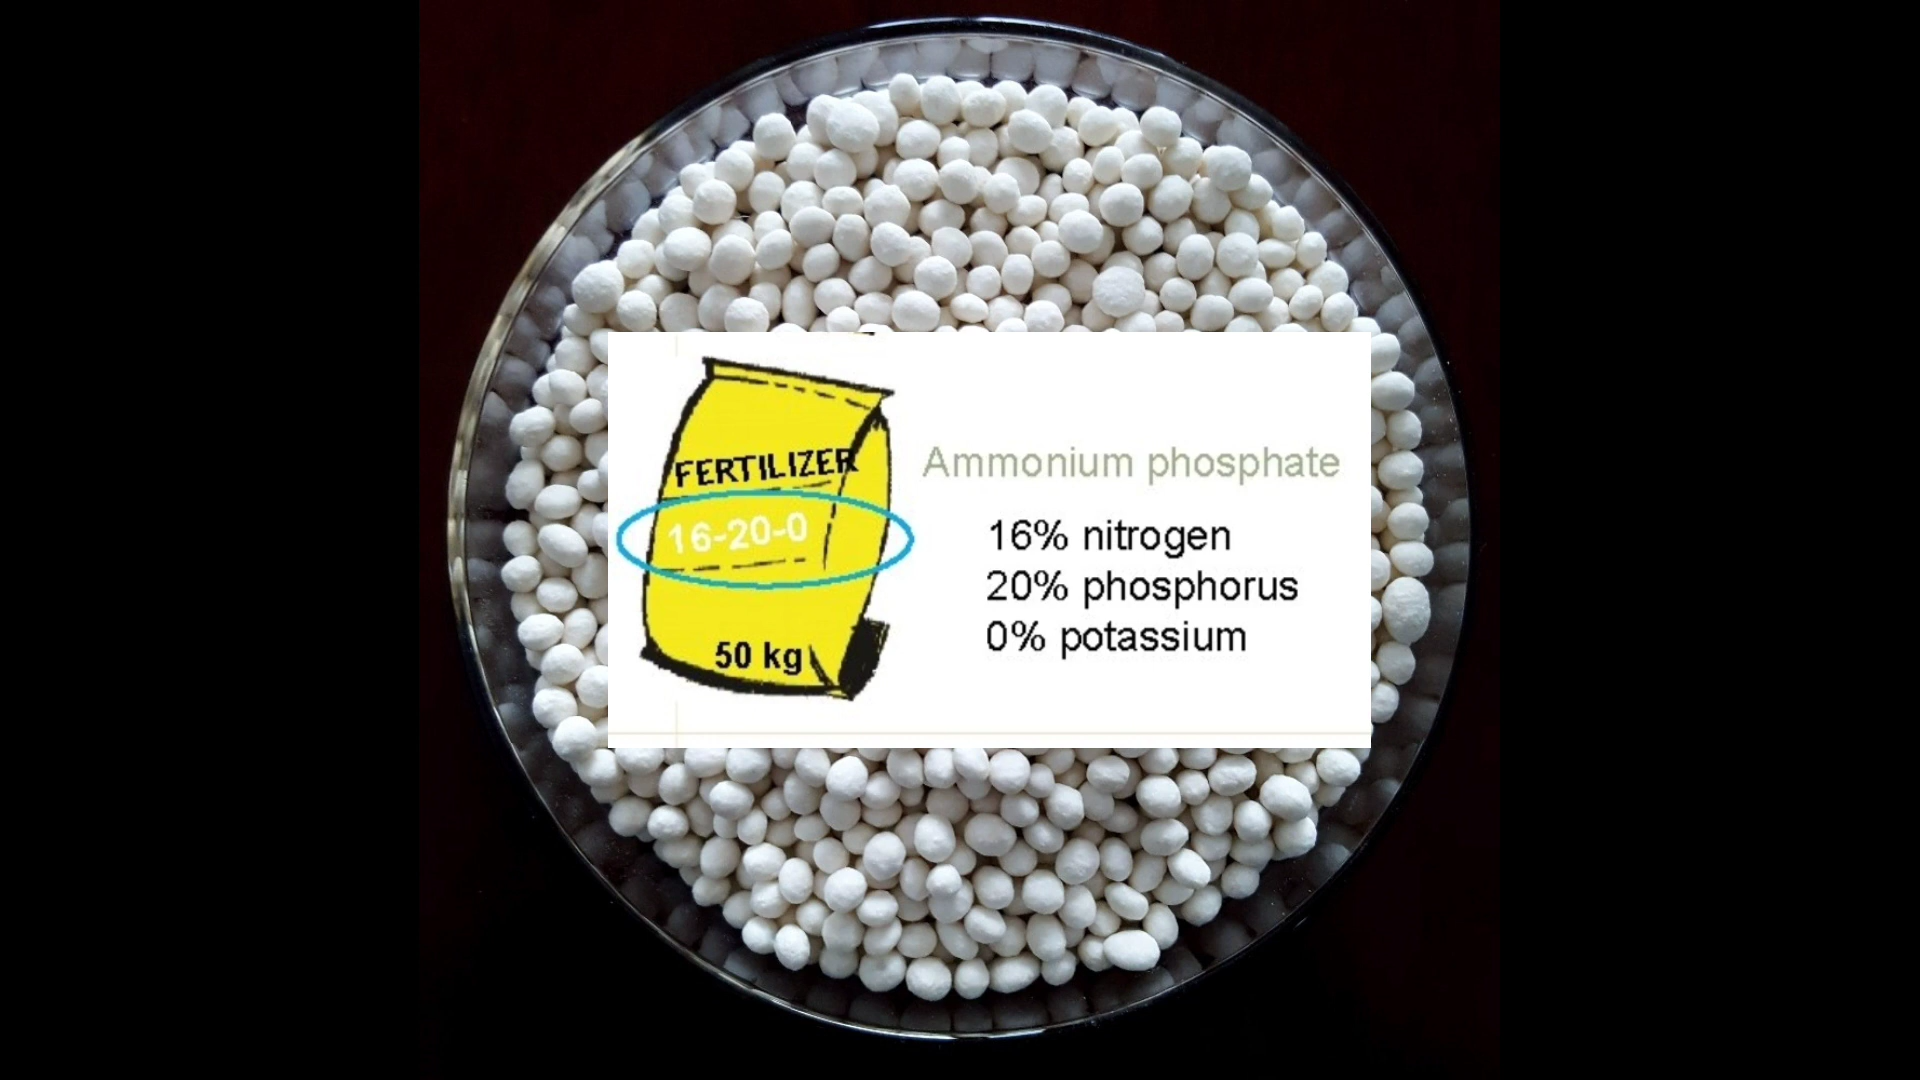 FERTILIZER
16-20-0
50 kg
Ammonium phosphate
16% nitrogen
20% phosphorus
0% potassium